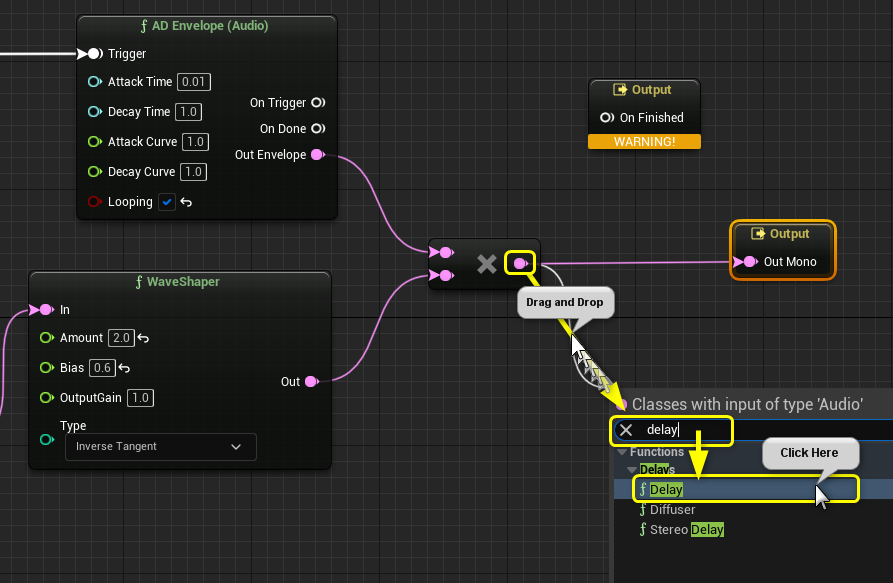 AD Envelope (Audio)
Trigger
Attack Time 0.01
Decay Time 1.0
Attack Curve 1.0
Decay Curve 1.0
Looping
On Trigger
On Done
Out Envelope
Output
On Finished
WARNING!
Output
Out Mono
WaveShaper
In
Amount 2.0
Bias 0.6
OutputGain 1.0
Type
Inverse Tangent
Out
Drag and Drop
Classes with input of type 'Audio'
delay
Functions
Delays
Click Here
Delay
Diffuser
Stereo Delay